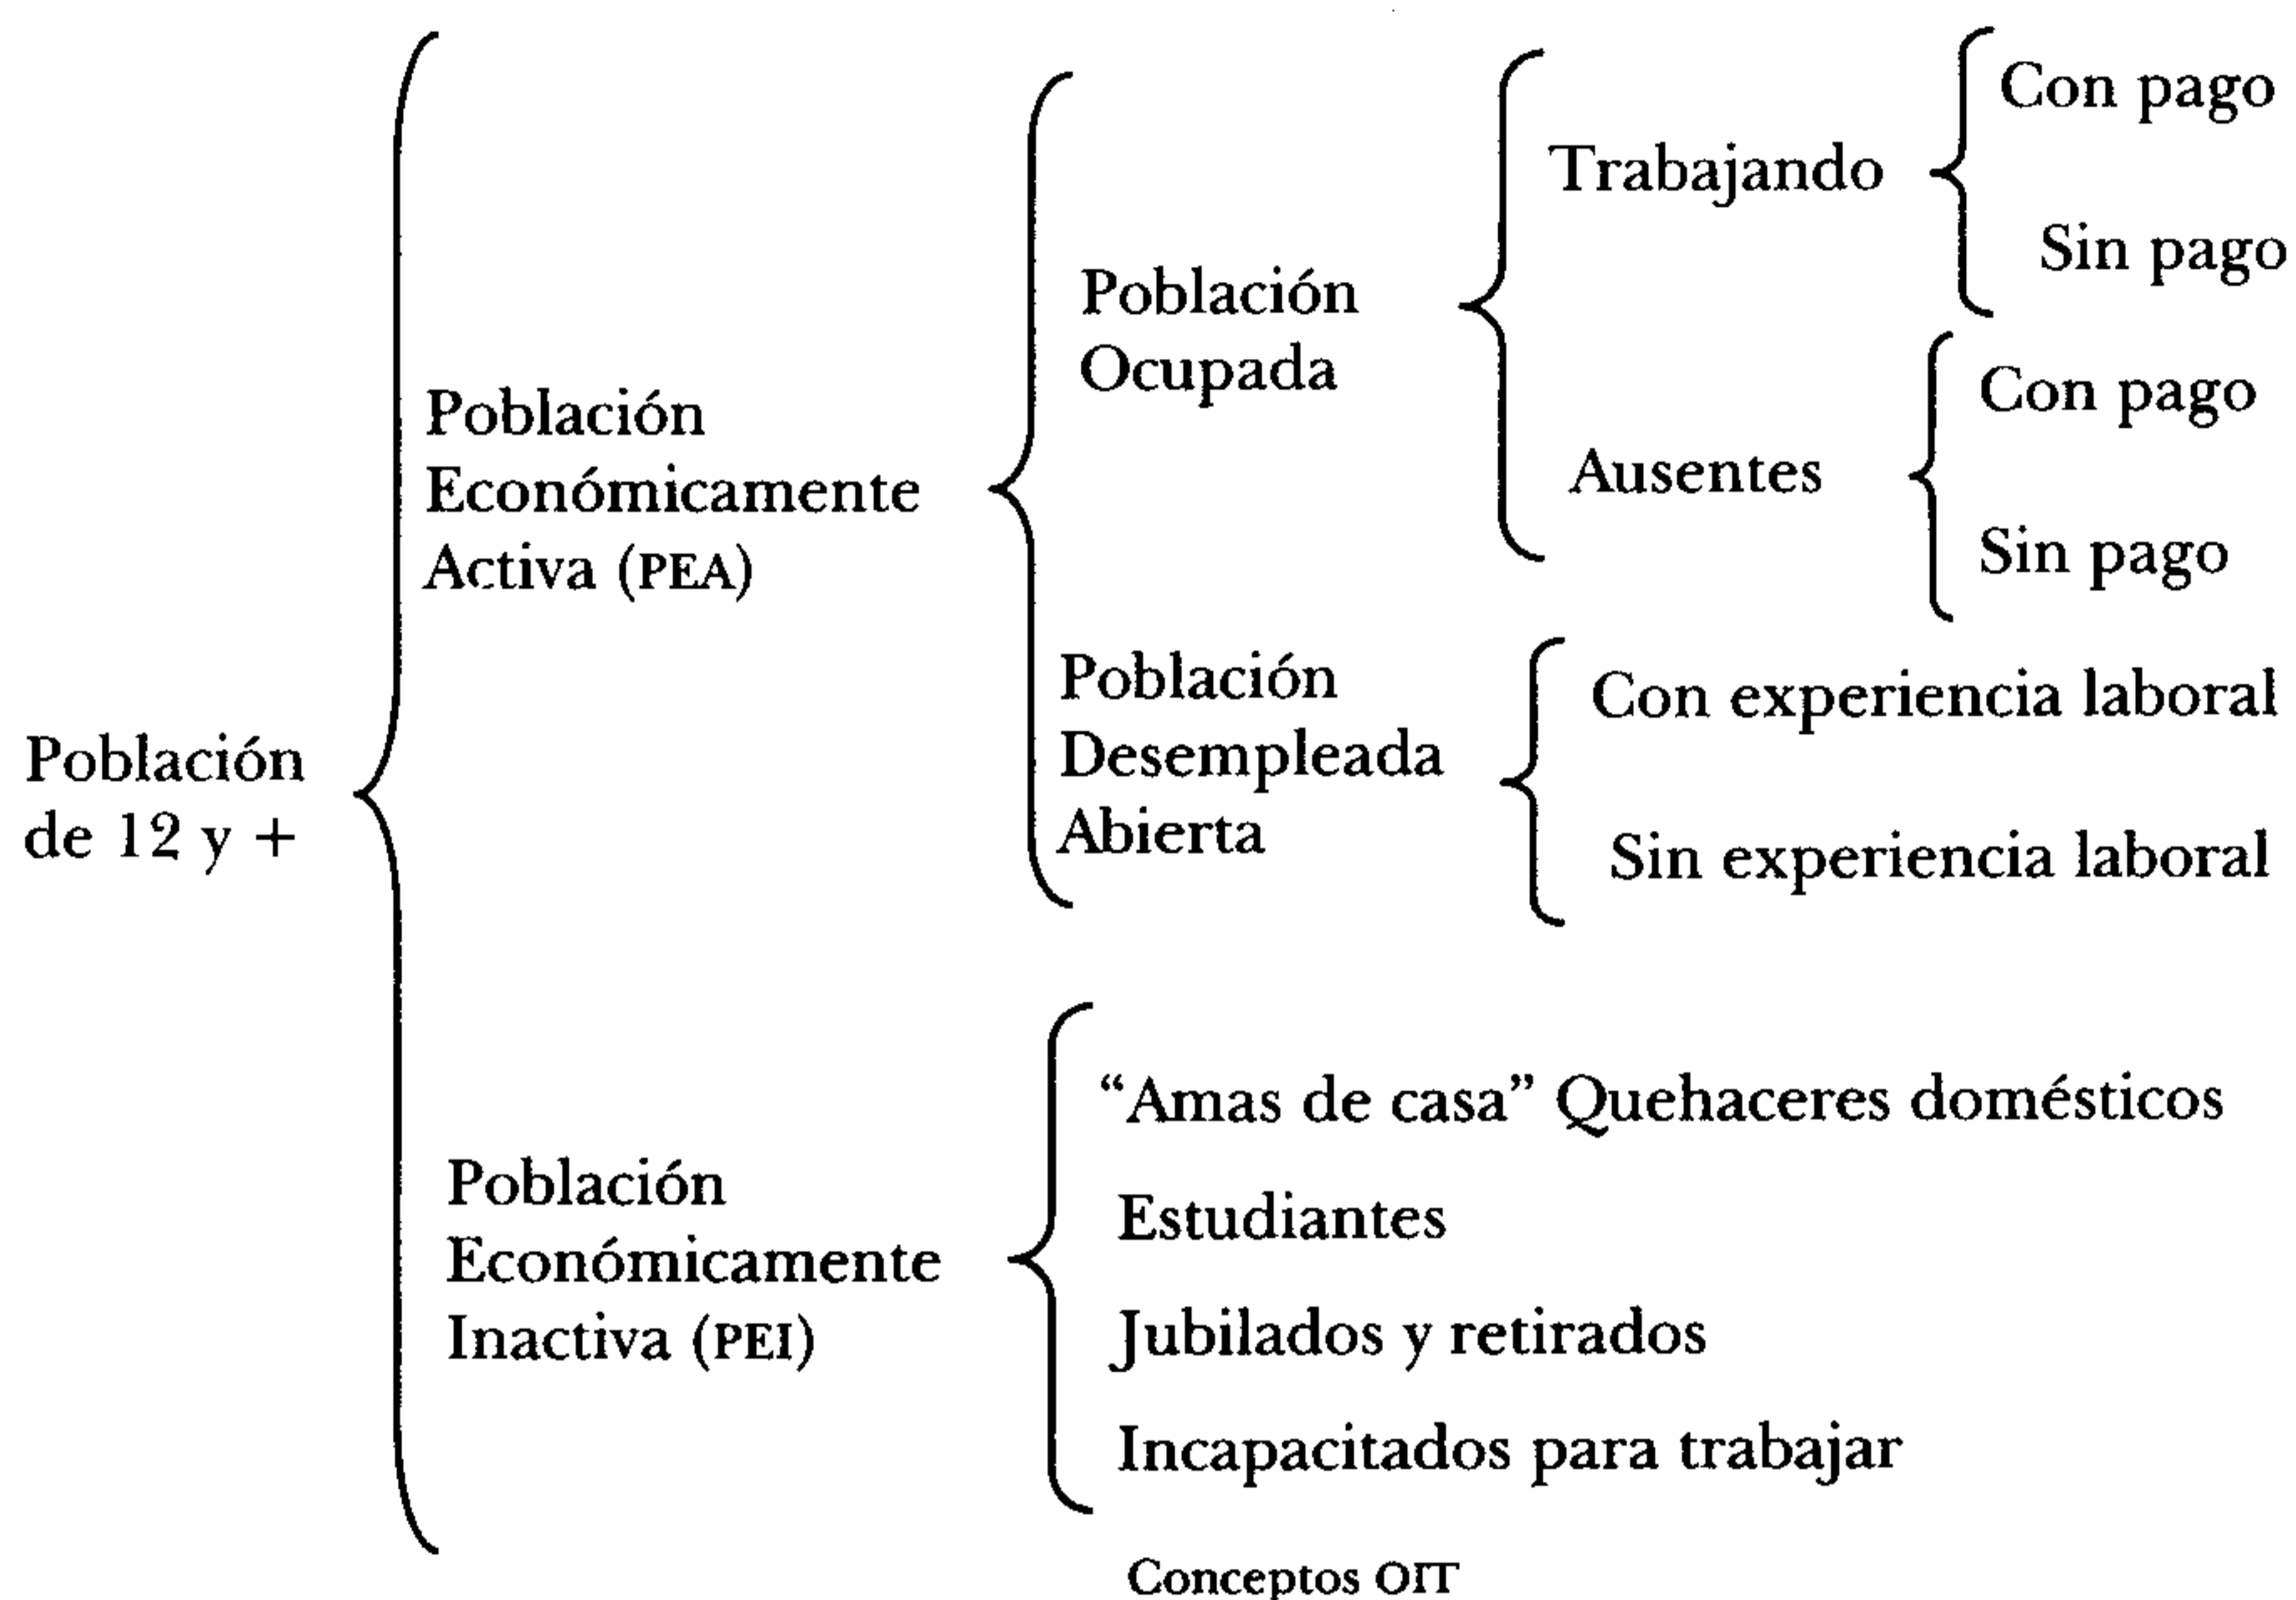 Población
de 12 y +
Población
Económicamente
Activa (PEA)
Población
Ocupada
Trabajando
Con pago
Sin pago
Ausentes
Con pago
Sin pago
Población
Desempleada
Abierta
Con experiencia laboral
Sin experiencia laboral
Población
Económicamente
Inactiva (PEI)
“Amas de casa” Quehaceres domésticos
Estudiantes
Jubilados y retirados
Incapacitados para trabajar
Conceptos OIT